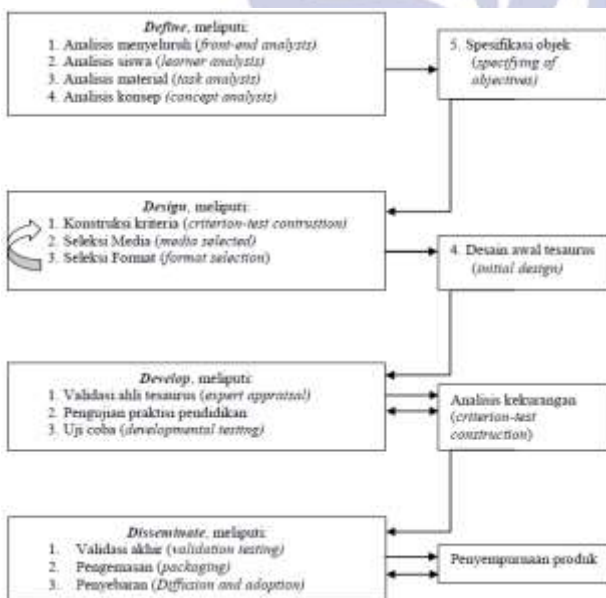 Define, meliputi:
1. Analisis menyeluruh (front-end analysis)
2. Analisis siswa (learner analysis)
3. Analisis material (task analysis)
4. Analisis konsep (concept analysis)
5. Spesifikasi objek
(specifying of
objectives)
Design, meliputi:
1. Konstruksi kriteria (criterion-test contruction)
2. Seleksi Media (media selected)
3. Seleksi Format (format selection)
4. Desain awal tesaurus
(initial design)
Develop, meliputi:
1. Validasi ahli tesaurus (expert appraisal)
2. Pengujian praktisi pendidikan
3. Uji coba (developmental testing)
Analisis kekurangan
(criterion-test
construction)
Disseminate, meliputi:
1. Validasi akhir (validation testing)
2. Pengemasan (packaging)
3. Penyebaran (Diffusion and adoption)
Penyempurnaan produk